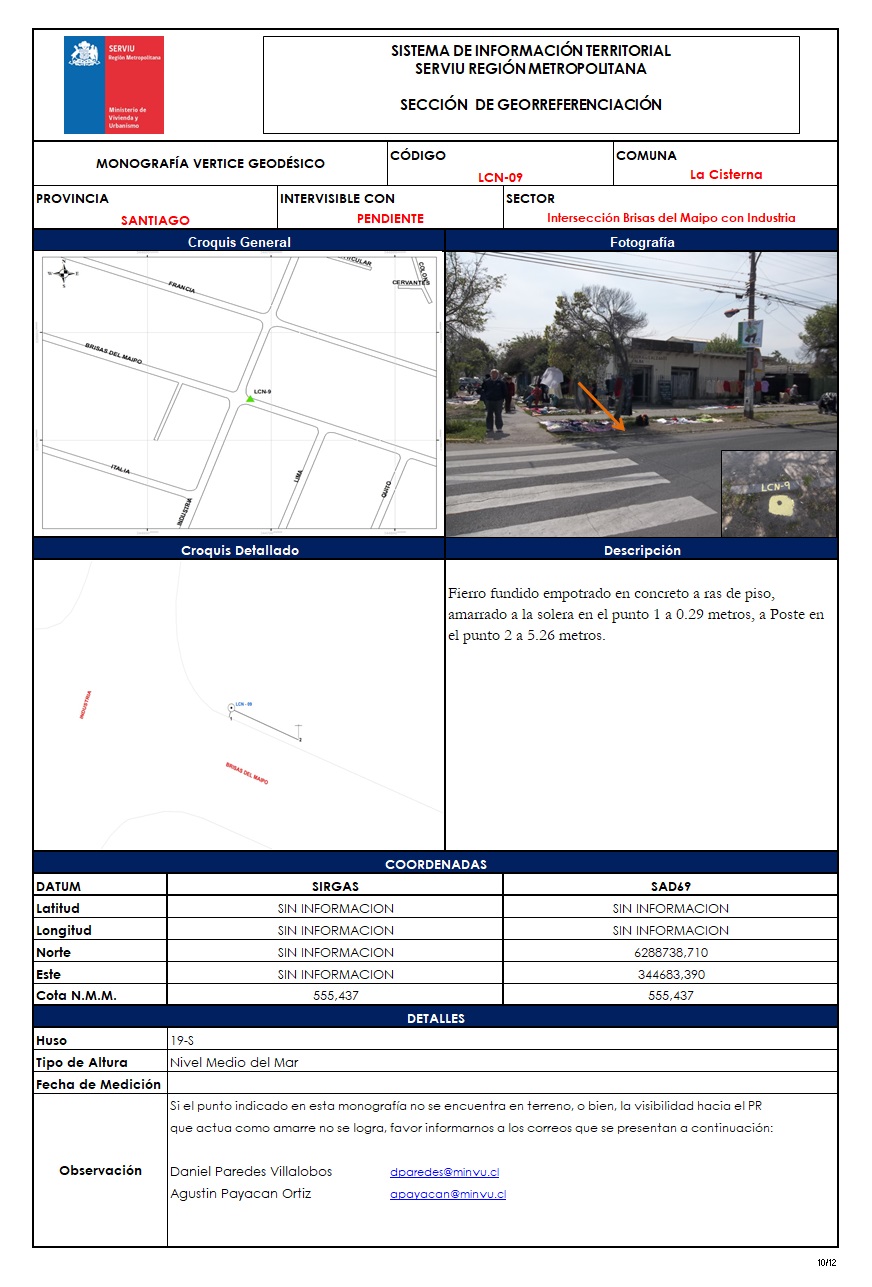 SERVIU
Región Metropolitana
Ministerio de
Vivienda y
Urbanismo
SISTEMA DE INFORMACIÓN TERRITORIAL
SERVIU REGIÓN METROPOLITANA
SECCIÓN DE GEORREFERENCIACIÓN
MONOGRAFÍA VERTICE GEODÉSICO
CÓDIGO
LCN-09
COMUNA
La Cisterna
PROVINCIA
SANTIAGO
INTERVISIBLE CON
PENDIENTE
SECTOR
Intersección Brisas del Maipo con Industria
Croquis General
Fotografía
N
W
E
S
FRANCIA
COLON
CERVANTES
BRISAS DEL MAIPO
LCN-9
ITALIA
INDUSTRIA
LIMA
QUITO
47
LCN-9
Croquis Detallado
Descripción
Fierro fundido empotrado en concreto a ras de piso,
amarrado a la solera en el punto 1 a 0.29 metros, a Poste en
el punto 2 a 5.26 metros.
INDUSTRIA
LCN - 09
1
2
BRISAS DEL MAIPO
COORDENADAS
DATUM SIRGAS SAD69
Latitud SIN INFORMACION SIN INFORMACION
Longitud SIN INFORMACION SIN INFORMACION
Norte SIN INFORMACION 6288738,710
Este SIN INFORMACION 344683,390
Cota N.M.M. 555,437 555,437
DETALLES
Huso 19-S
Tipo de Altura Nivel Medio del Mar
Fecha de Medición
Observación
Si el punto indicado en esta monografía no se encuentra en terreno, o bien, la visibilidad hacia el PR
que actua como amarre no se logra, favor informarnos a los correos que se presentan a continuación:
Daniel Paredes Villalobos dparedes@minvu.cl
Agustin Payacan Ortiz apayacan@minvu.cl
10/12